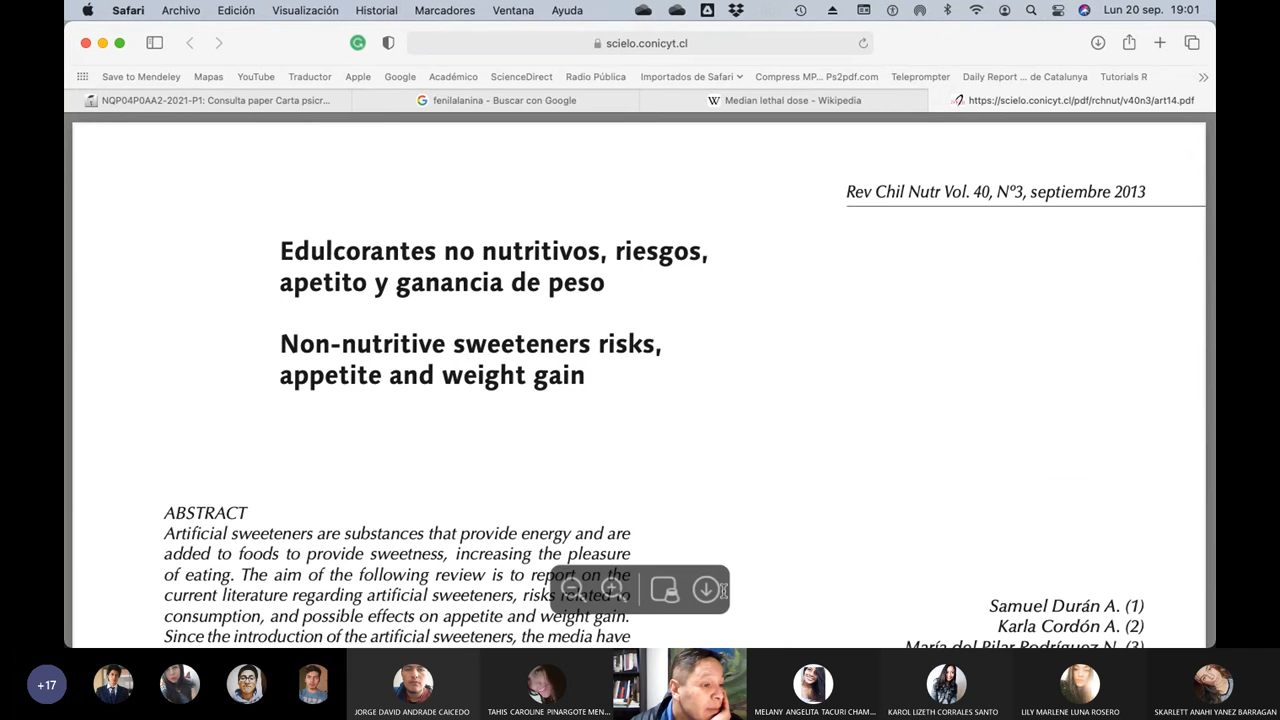 Safari Archivo Edición Visualización Historial Marcadores Ventana Ayuda Lun 20 sep. 19:01
scielo.conicyt.cl
Save to Mendeley Mapas YouTube Traductor Apple Google Académico ScienceDirect Radio Pública Importados de Safari Compress MP... Ps2pdf.com Teleprompter Daily Report ... de Catalunya Tutorials R
NQP04P0AA2-2021-P1: Consulta paper Carta psicr... fenilalanina - Buscar con Google Median lethal dose - Wikipedia https://scielo.conicyt.cl/pdf/rchnut/v40n3/art14.pdf
Rev Chil Nutr Vol. 40, Nº3, septiembre 2013
Edulcorantes no nutritivos, riesgos,
apetito y ganancia de peso
Non-nutritive sweeteners risks,
appetite and weight gain
ABSTRACT
Artificial sweeteners are substances that provide energy and are
added to foods to provide sweetness, increasing the pleasure
of eating. The aim of the following review is to report on the
current literature regarding artificial sweeteners, risks related to
consumption, and possible effects on appetite and weight gain.
Since the introduction of the artificial sweeteners, the media have
Samuel Durán A. (1)
Karla Cordón A. (2)
María del Pilar Rodríguez N. (3)
+17
JORGE DAVID ANDRADE CAICEDO
TAHIS CAROLINE PINARGOTE MEN...
MELANY ANGELITA TACURI CHAM...
KAROL LIZETH CORRALES SANTO
LILY MARLENE LUNA ROSERO
SKARLETT ANAHI YANEZ BARRAGAN